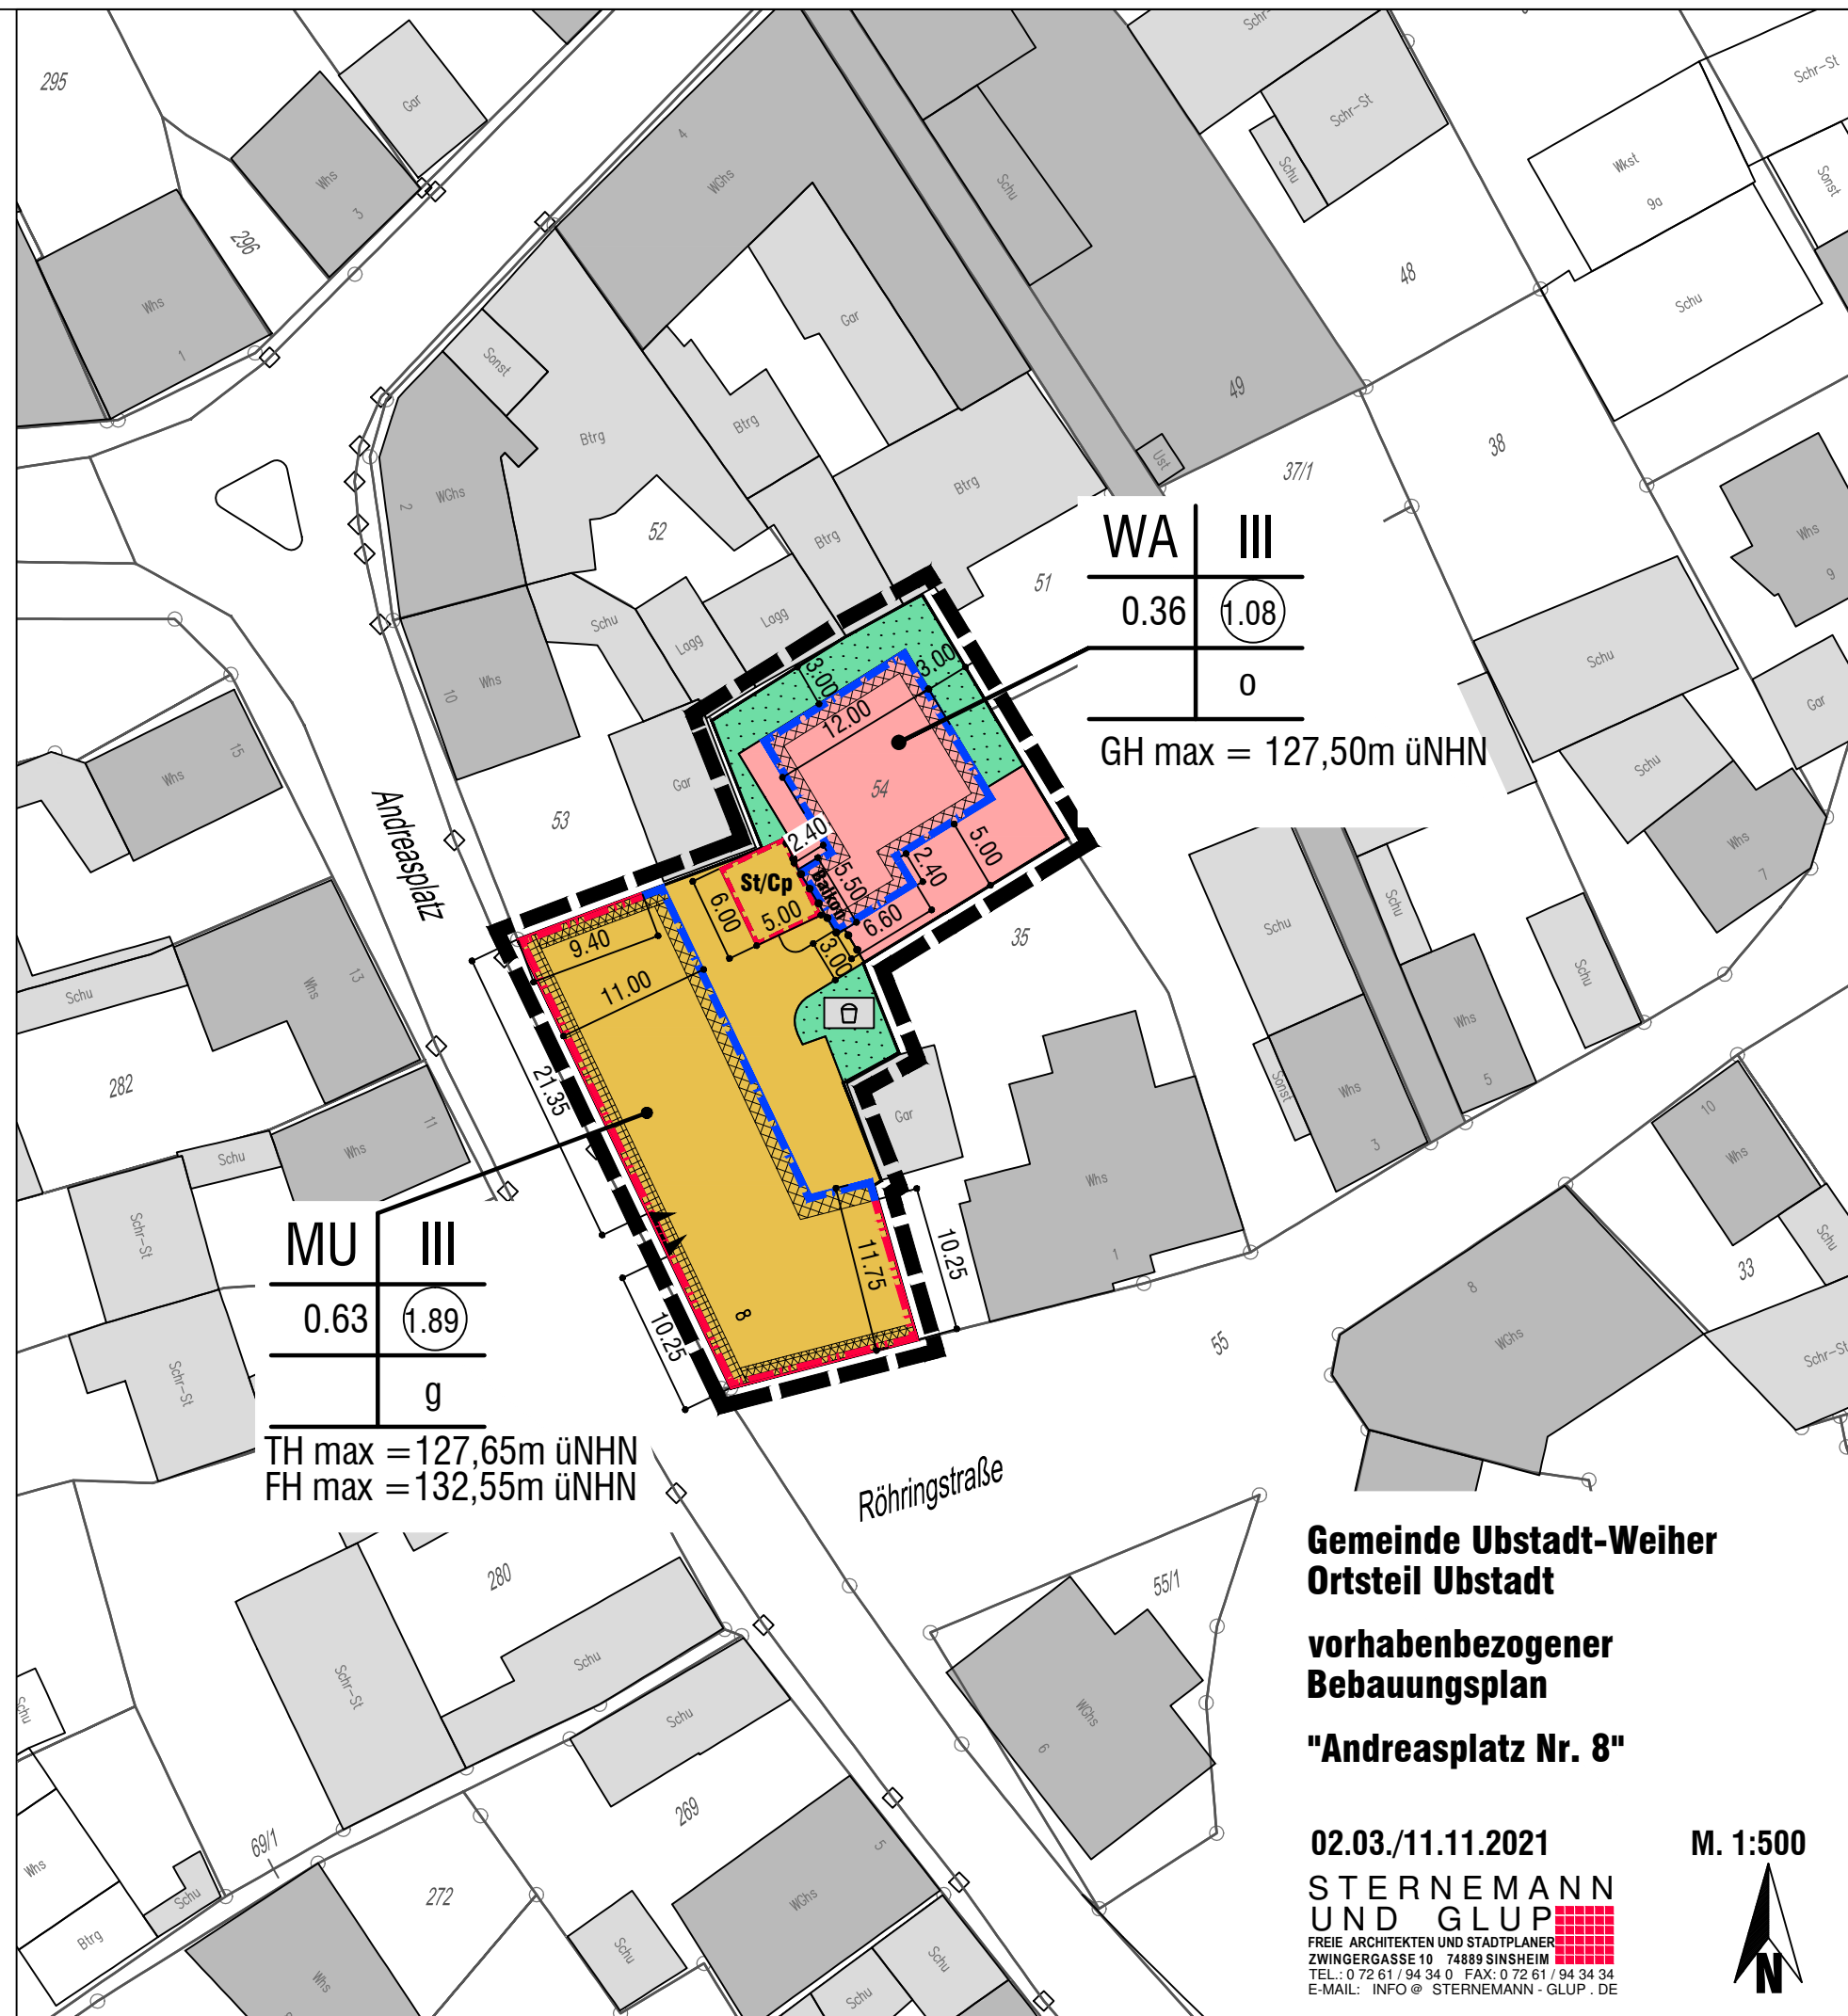 295
Gar
Whs
3
296
Whs
1
4
WGhs
Schu
Schr-St
Schu
Schr-St
Wkst
9a
Sonst
48
Schu
Gar
Sonst
Btrg
Btrg
49
38
37/1
Ust
Btrg
WGhs
2
52
Btrg
51
Whs
9
WA III
0.36 1.08
o
GH max = 127,50m üNHN
Schu
Lagg
Lagg
Whs
10
Schu
Gar
Schu
Whs
7
Whs
15
Gar
53
Andreasplatz
3.00
3.00
12.00
54
2.40
5.00
St/Cp
Balkon
5.50
2.40
6.00
5.00
6.60
3.00
9.40
11.00
21.35
35
Schu
Schu
Schu
Whs
5
Sonst
Whs
3
Schu
Whs
13
282
Whs
11
Schu
Gar
Whs
1
10
Whs
Schu
33
8
WGhs
Schr-St
Schr-St
Schr-St
MU III
0.63 1.89
g
TH max =127,65m üNHN
FH max =132,55m üNHN
11.75
10.25
10.25
8
55
Röhringstraße
280
Schu
Schr-St
Schu
55/1
WGhs
6
Schu
269
69/1
272
Whs
Schu
Btrg
Whs
WGhs
5
Schu
Schu
Schu
Gemeinde Ubstadt-Weiher
Ortsteil Ubstadt
vorhabenbezogener
Bebauungsplan
"Andreasplatz Nr. 8"
02.03./11.11.2021 M. 1:500
STERNEMANN
UND GLUP
FREIE ARCHITEKTEN UND STADTPLANER
ZWINGERGASSE 10 74889 SINSHEIM
TEL.: 0 72 61 / 94 34 0 FAX: 0 72 61 / 94 34 34
E-MAIL: INFO @ STERNEMANN - GLUP . DE
N